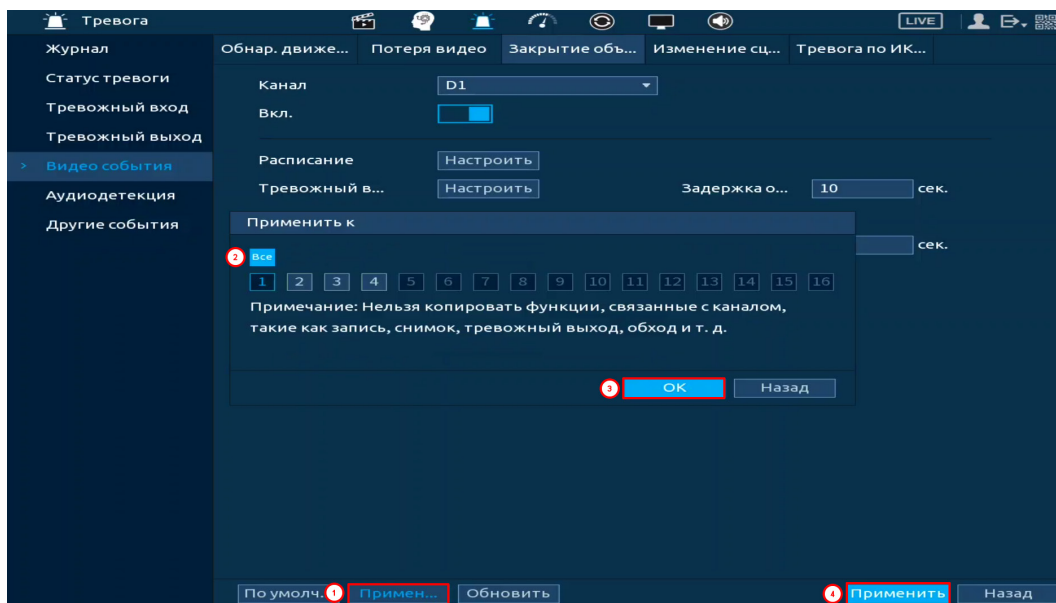 Тревога
LIVE
Журнал
Статус тревоги
Тревожный вход
Тревожный выход
> Видео события
Аудиодетекция
Другие события
Обнар. движе... Потеря видео Закрытие объ... Изменение сц... Тревога по ИК...
Канал D1
Вкл.
Расписание Настроить
Тревожный в... Настроить Задержка о... 10 сек.
сек.
Применить к
2 Все
1 2 3 4 5 6 7 8 9 10 11 12 13 14 15 16
Примечание: Нельзя копировать функции, связанные с каналом,
такие как запись, снимок, тревожный выход, обход и т. д.
3 OK Назад
По умолч. 1 Примен... Обновить 4 Применить Назад